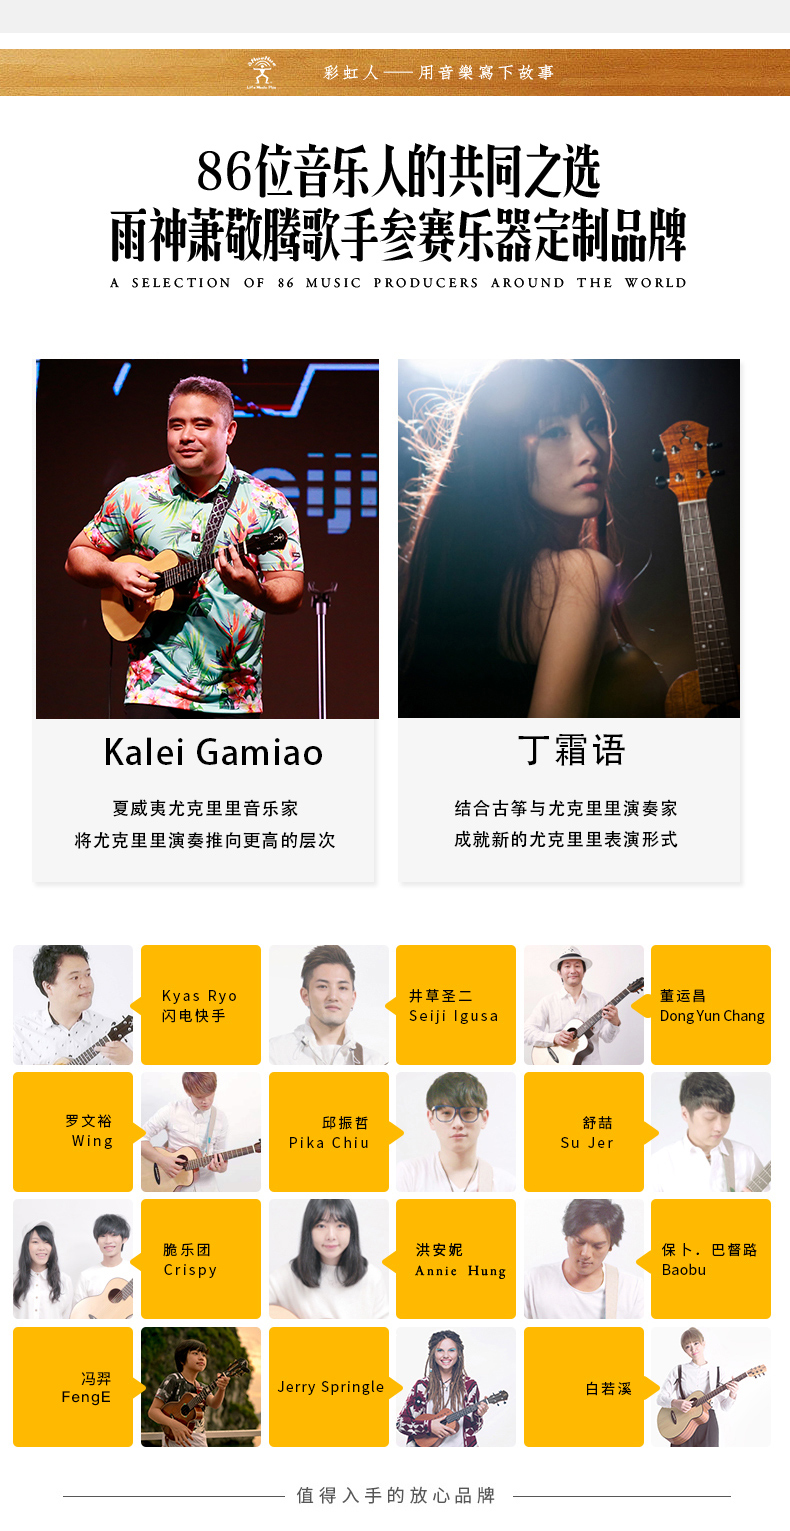 彩虹人——用音樂寫下故事
86位音乐人的共同之选
雨神萧敬腾歌手参赛乐器定制品牌
A SELECTION OF 86 MUSIC PRODUCERS AROUND THE WORLD
Kalei Gamiao
夏威夷尤克里里音乐家
将尤克里里演奏推向更高的层次
丁霜语
结合古筝与尤克里里演奏家
成就新的尤克里里表演形式
Kyas Ryo
闪电快手
井草圣二
Seiji Igusa
董运昌
Dong Yun Chang
罗文裕
Wing
邱振哲
Pika Chiu
舒喆
Su Jer
脆乐团
Crispy
洪安妮
Annie Hung
保卜．巴督路
Baobu
冯羿
FengE
Jerry Springle
白若溪
值得入手的放心品牌